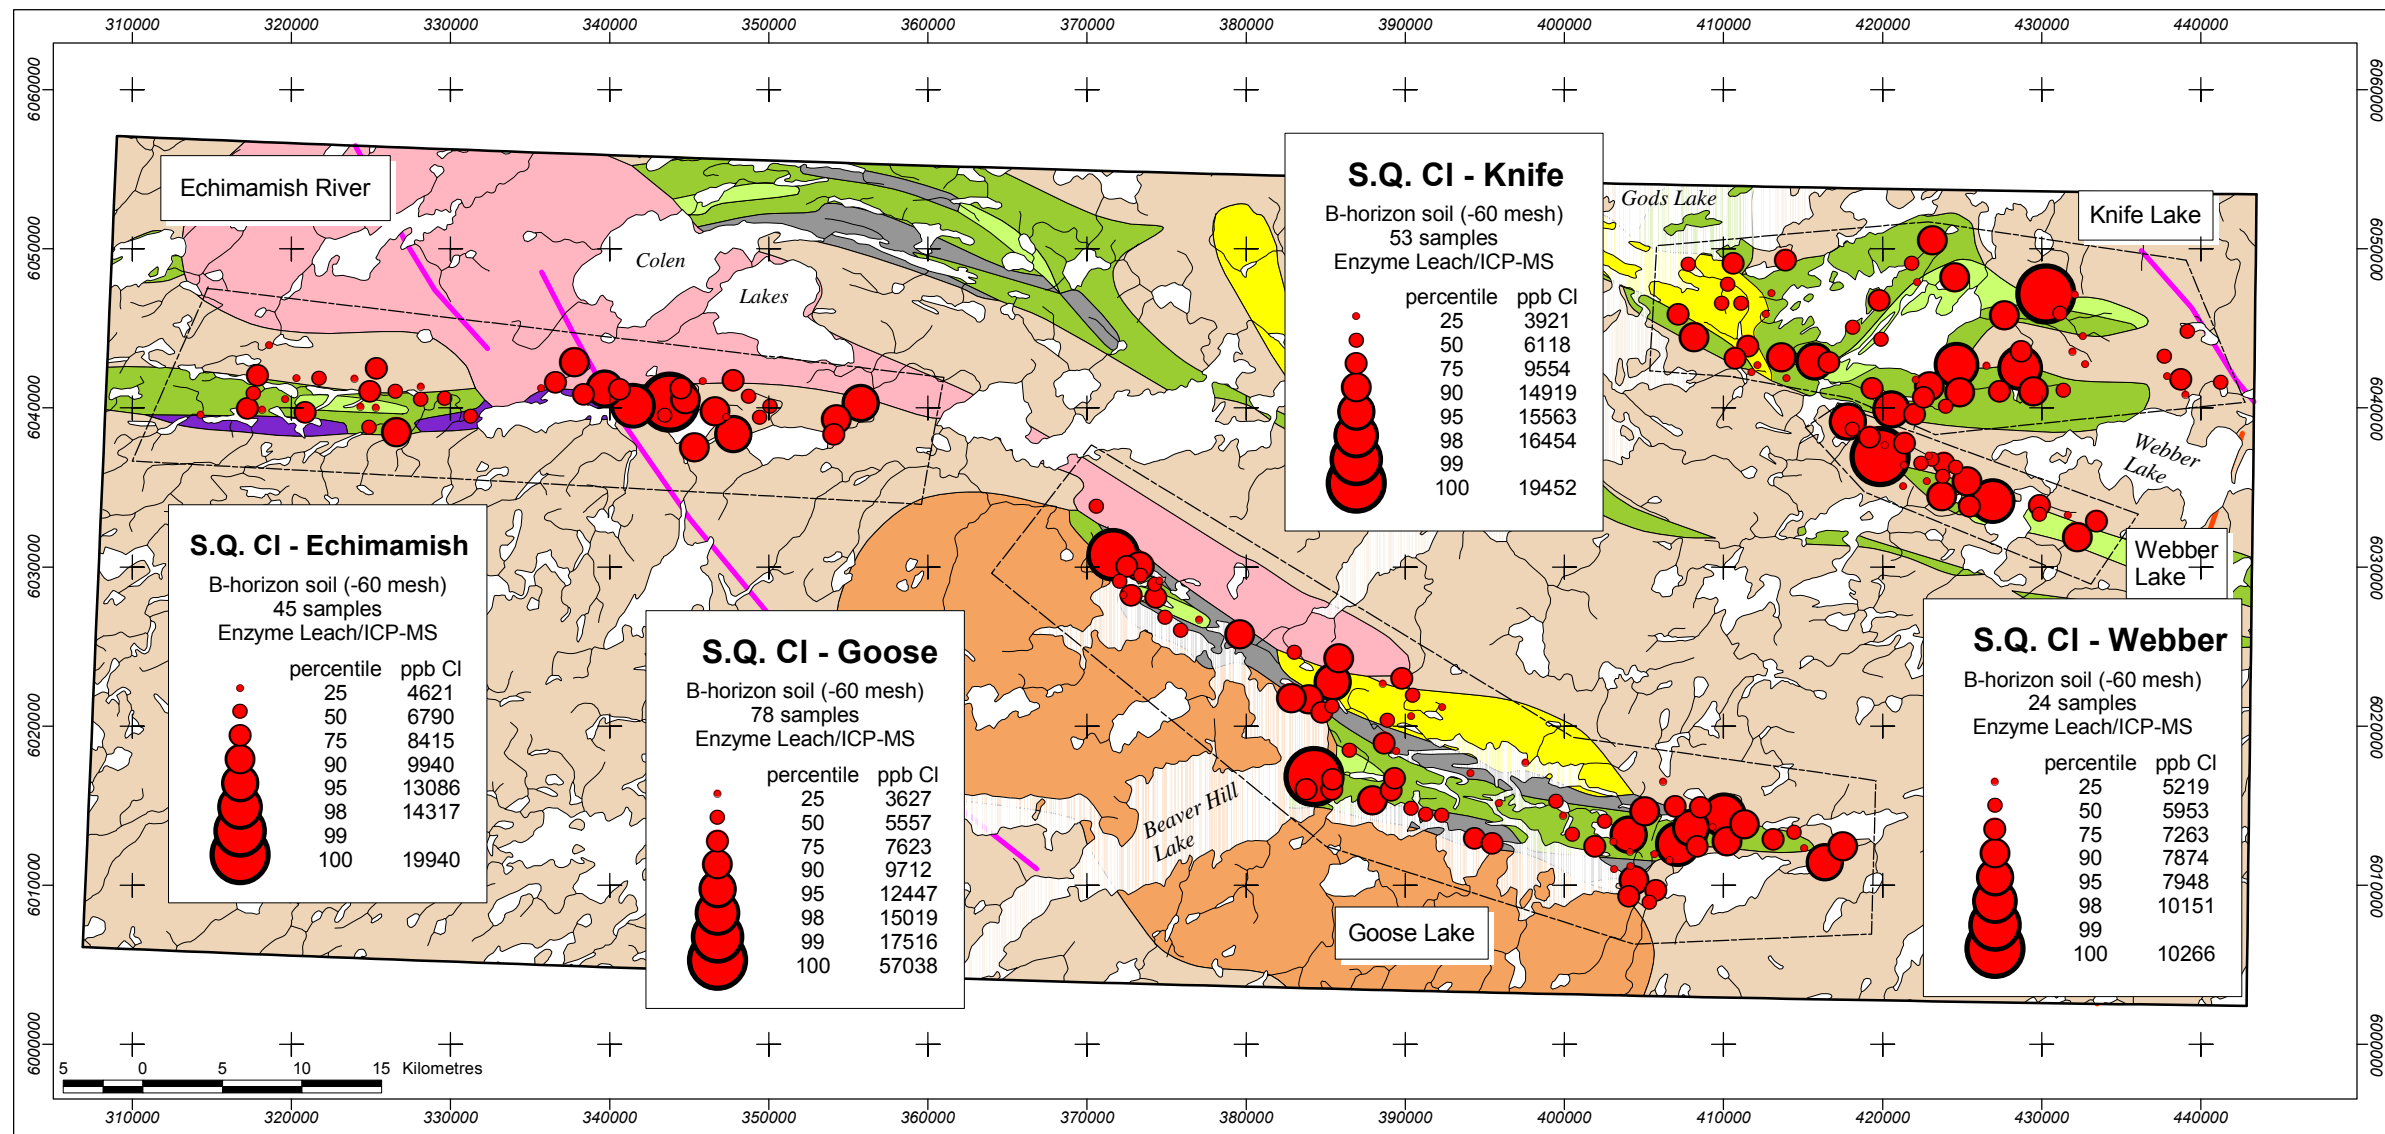 310000 320000 330000 340000 350000 360000 370000 380000 390000 400000 410000 420000 430000 440000
6060000 6060000
6050000 6050000
6040000 6040000
6030000 6030000
6020000 6020000
6010000 6010000
6000000 6000000
Echimamish River
Colen
Lakes
Gods Lake
Knife Lake
Webber
Lake
Webber
Lake
Beaver Hill
Lake
Goose Lake
S.Q. Cl - Knife
B-horizon soil (-60 mesh)
53 samples
Enzyme Leach/ICP-MS
percentile ppb Cl
25 3921
50 6118
75 9554
90 14919
95 15563
98 16454
99
100 19452
S.Q. Cl - Echimamish
B-horizon soil (-60 mesh)
45 samples
Enzyme Leach/ICP-MS
percentile ppb Cl
25 4621
50 6790
75 8415
90 9940
95 13086
98 14317
99
100 19940
S.Q. Cl - Goose
B-horizon soil (-60 mesh)
78 samples
Enzyme Leach/ICP-MS
percentile ppb Cl
25 3627
50 5557
75 7623
90 9712
95 12447
98 15019
99 17516
100 57038
S.Q. Cl - Webber
B-horizon soil (-60 mesh)
24 samples
Enzyme Leach/ICP-MS
percentile ppb Cl
25 5219
50 5953
75 7263
90 7874
95 7948
98 10151
99
100 10266
5 0 5 10 15 Kilometres
310000 320000 330000 340000 350000 360000 370000 380000 390000 400000 410000 420000 430000 440000